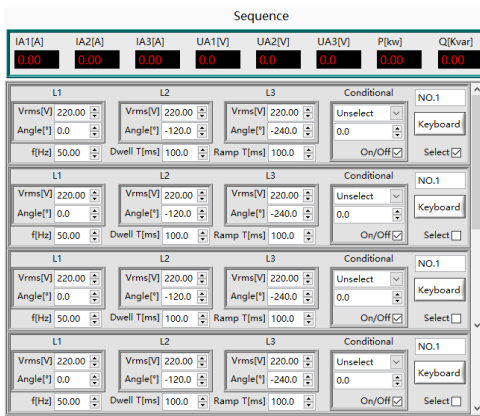 Sequence
IA1[A] IA2[A] IA3[A] UA1[V] UA2[V] UA3[V] P[kw] Q[Kvar]
0.00 0.00 0.00 0.00 0.00 0.00 0.00 0.00
L1 L2 L3 Conditional NO.1
Vrms[V] 220.00 Vrms[V] 220.00 Vrms[V] 220.00 Unselect Keyboard
Angle[°] 0.0 Angle[°] -120.0 Angle[°] -240.0 0.0
f[Hz] 50.00 Dwell T[ms] 100.0 Ramp T[ms] 100.0 On/Off Select
L1 L2 L3 Conditional NO.1
Vrms[V] 220.00 Vrms[V] 220.00 Vrms[V] 220.00 Unselect Keyboard
Angle[°] 0.0 Angle[°] -120.0 Angle[°] -240.0 0.0
f[Hz] 50.00 Dwell T[ms] 100.0 Ramp T[ms] 100.0 On/Off Select
L1 L2 L3 Conditional NO.1
Vrms[V] 220.00 Vrms[V] 220.00 Vrms[V] 220.00 Unselect Keyboard
Angle[°] 0.0 Angle[°] -120.0 Angle[°] -240.0 0.0
f[Hz] 50.00 Dwell T[ms] 100.0 Ramp T[ms] 100.0 On/Off Select
L1 L2 L3 Conditional NO.1
Vrms[V] 220.00 Vrms[V] 220.00 Vrms[V] 220.00 Unselect Keyboard
Angle[°] 0.0 Angle[°] -120.0 Angle[°] -240.0 0.0
f[Hz] 50.00 Dwell T[ms] 100.0 Ramp T[ms] 100.0 On/Off Select